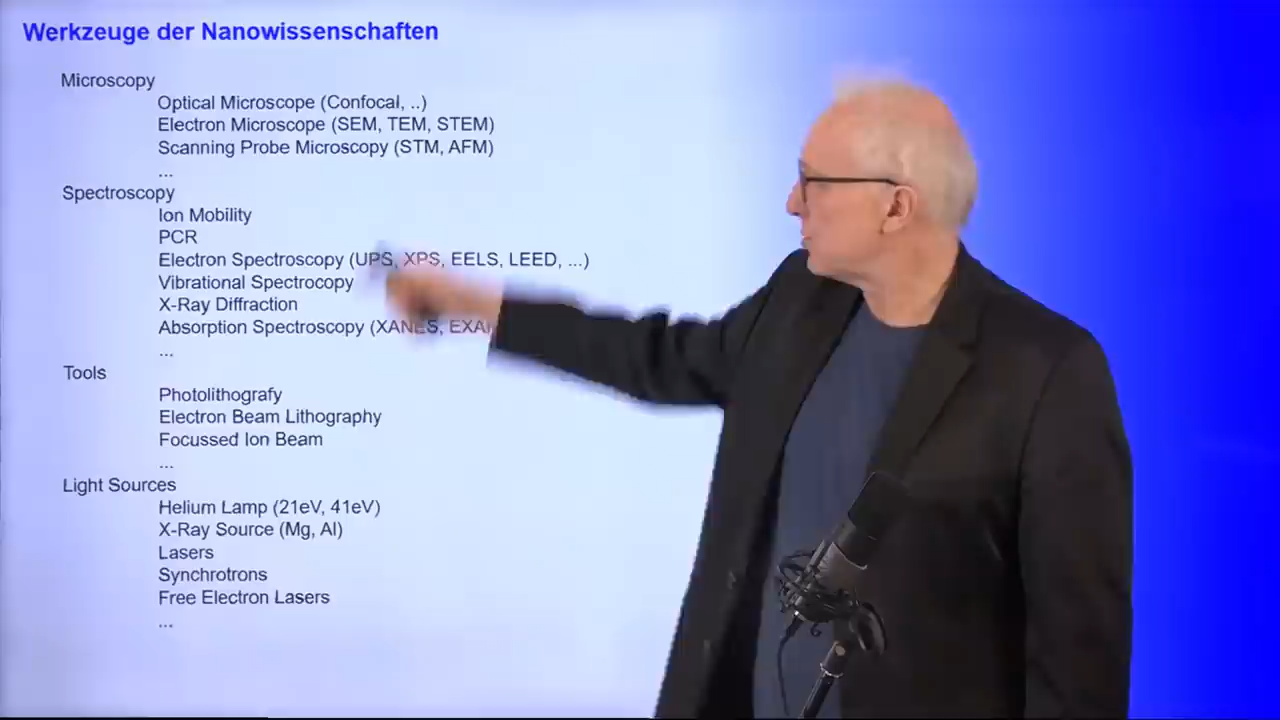 Werkzeuge der Nanowissenschaften
Microscopy
Optical Microscope (Confocal, ..)
Electron Microscope (SEM, TEM, STEM)
Scanning Probe Microscopy (STM, AFM)
...
Spectroscopy
Ion Mobility
PCR
Electron Spectroscopy (UPS, XPS, EELS, LEED, ...)
Vibrational Spectrocopy
X-Ray Diffraction
Absorption Spectroscopy (XANES,
...
Tools
Photolithografy
Electron Beam Lithography
Focussed Ion Beam
...
Light Sources
Helium Lamp (21eV, 41eV)
X-Ray Source (Mg, Al)
Lasers
Synchrotrons
Free Electron Lasers
...